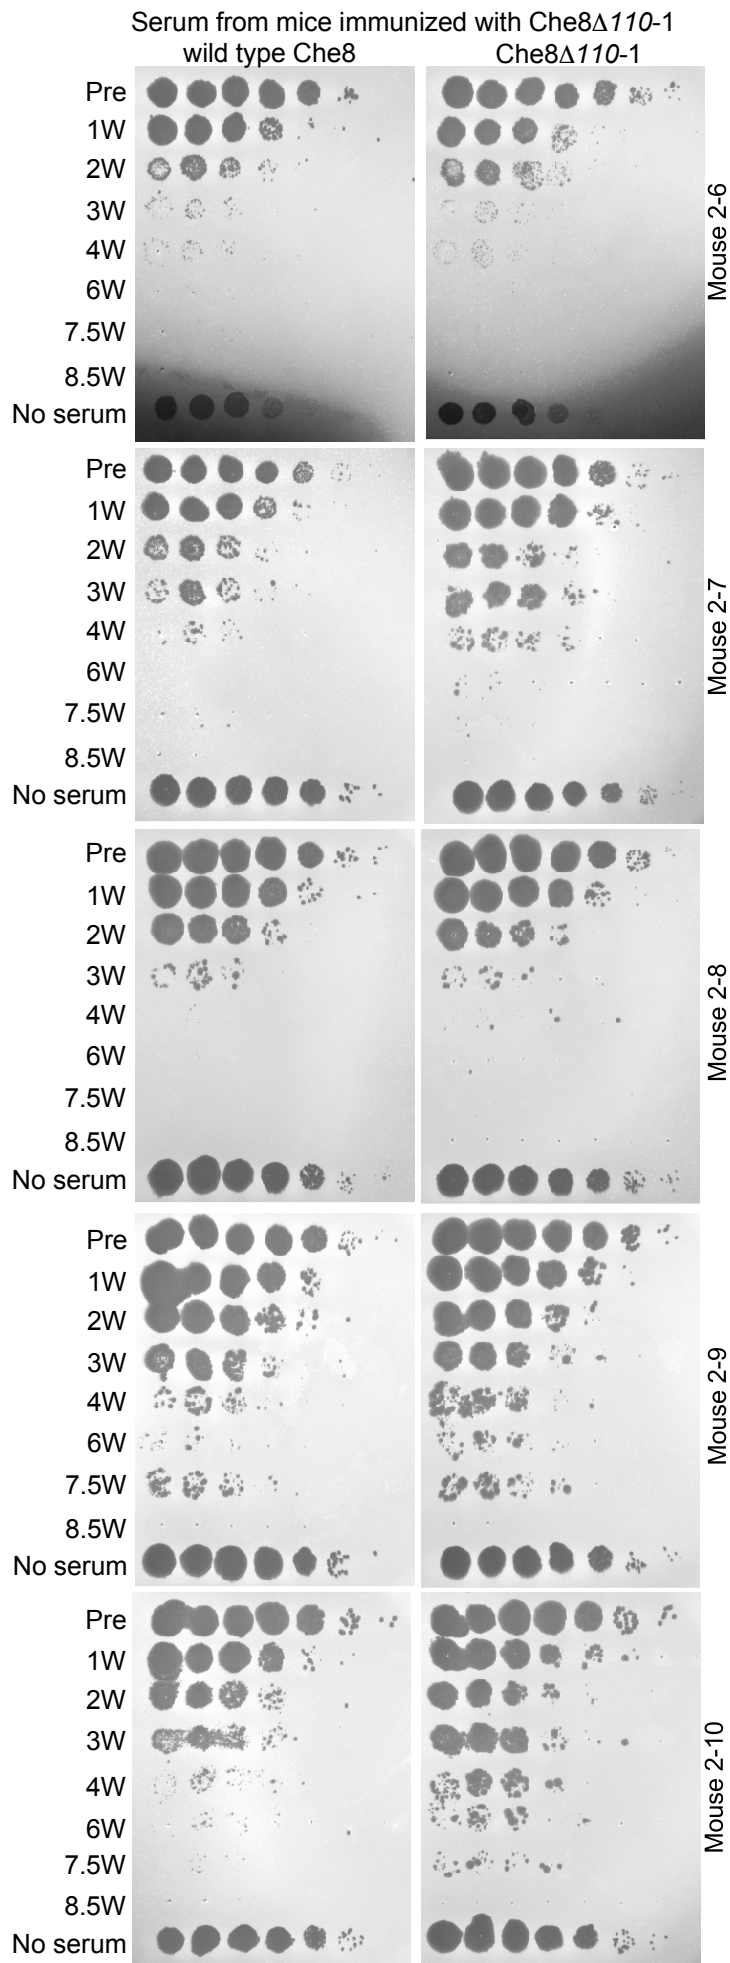 Serum from mice immunized with Che8Δ110-1
wild type Che8
Che8Δ110-1
Pre
1W
2W
3W
4W
6W
7.5W
8.5W
No serum
Mouse 2-6
Pre
1W
2W
3W
4W
6W
7.5W
8.5W
No serum
Mouse 2-7
Pre
1W
2W
3W
4W
6W
7.5W
8.5W
No serum
Mouse 2-8
Pre
1W
2W
3W
4W
6W
7.5W
8.5W
No serum
Mouse 2-9
Pre
1W
2W
3W
4W
6W
7.5W
8.5W
No serum
Mouse 2-10